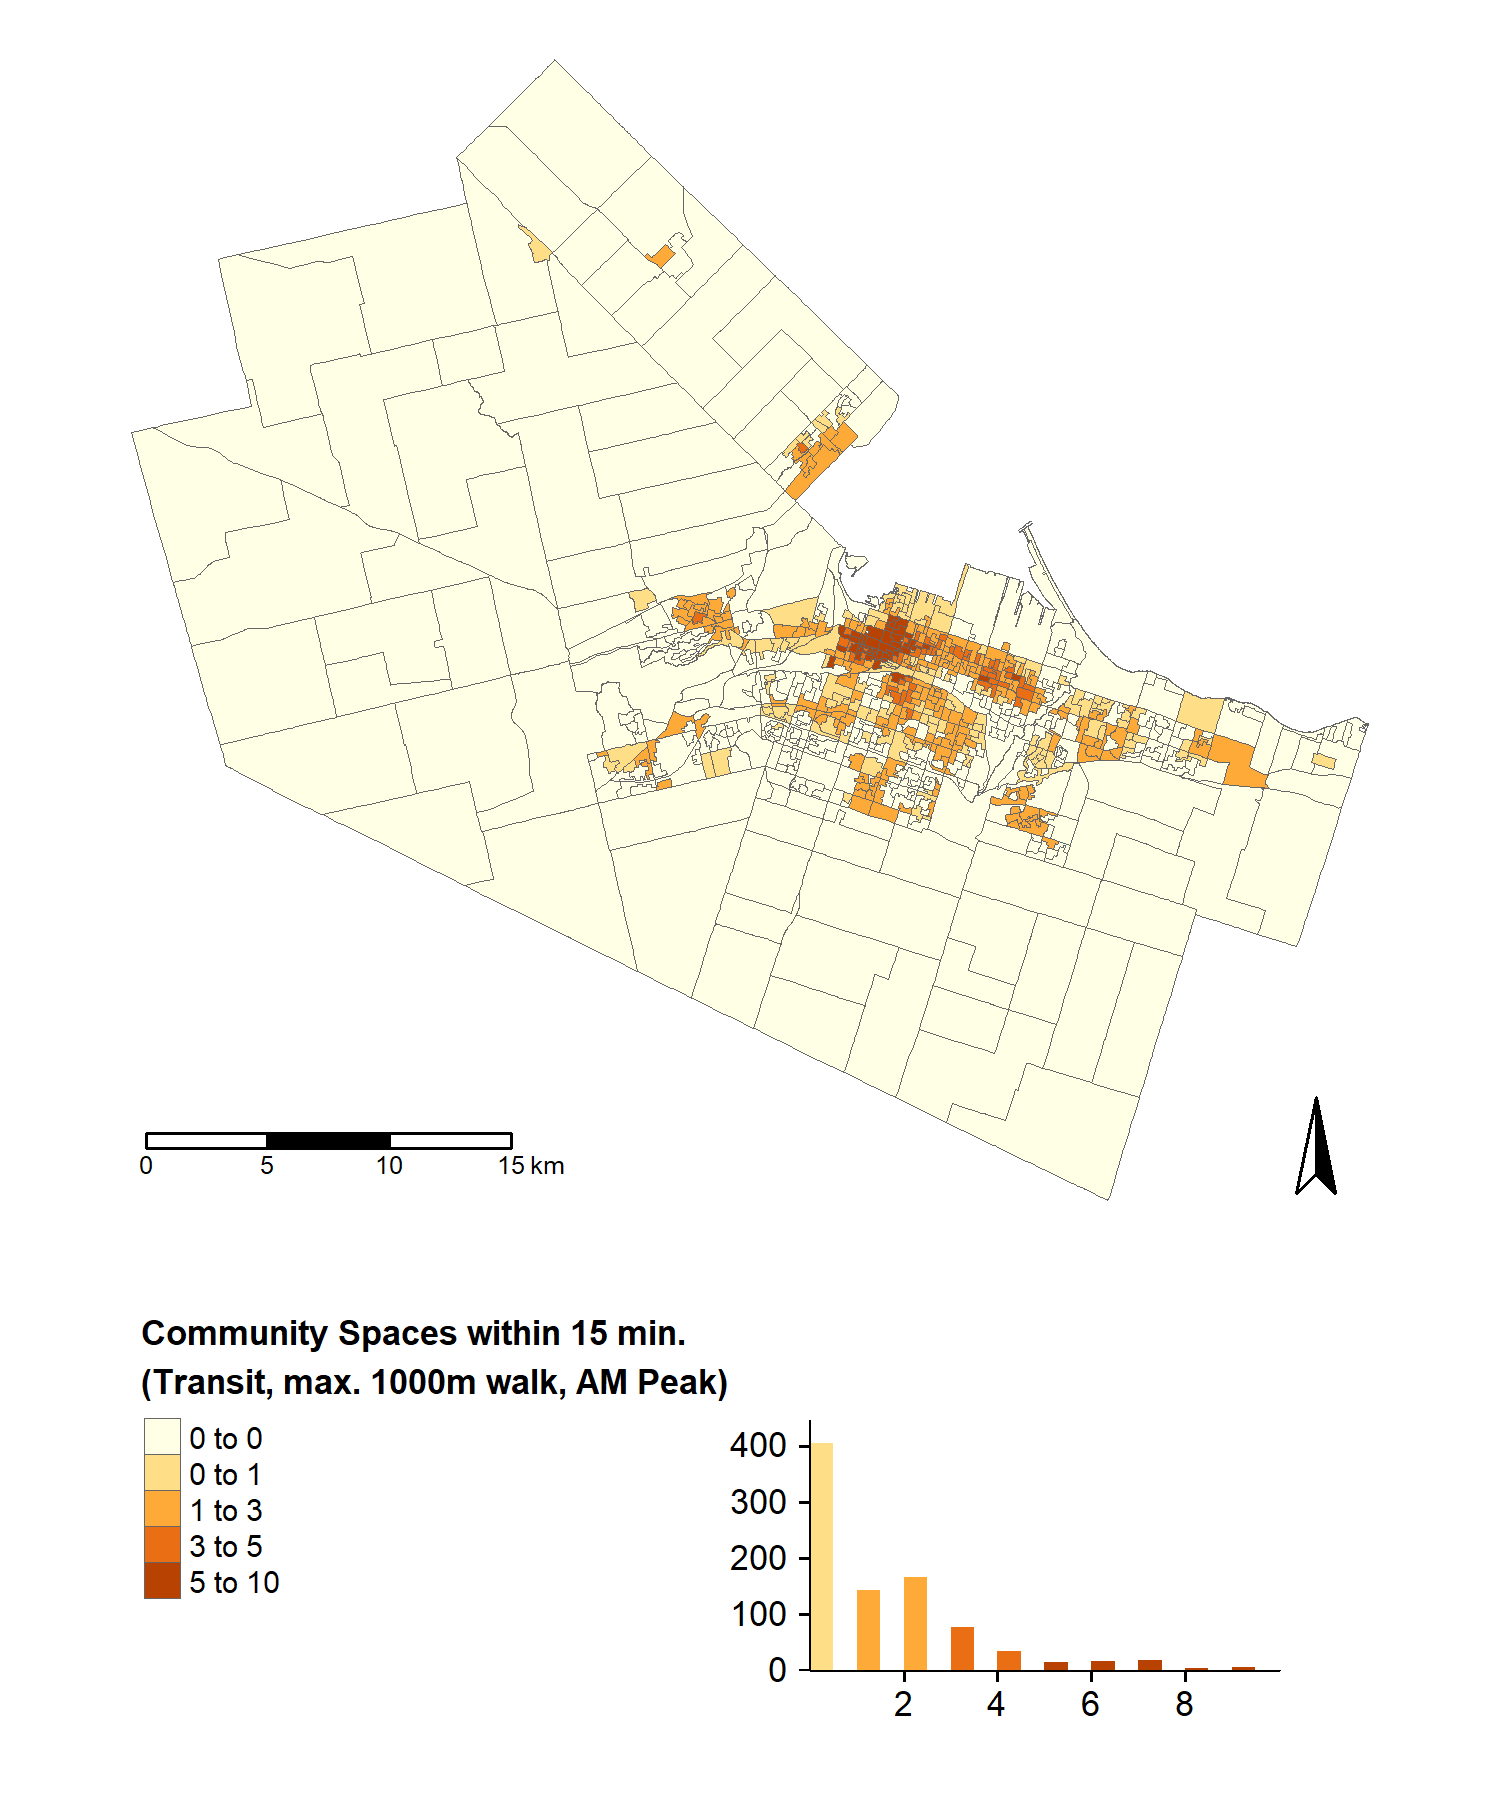 0 5 10 15 km
Community Spaces within 15 min.
(Transit, max. 1000m walk, AM Peak)
0 to 0
0 to 1
1 to 3
3 to 5
5 to 10
400
300
200
100
0
2 4 6 8